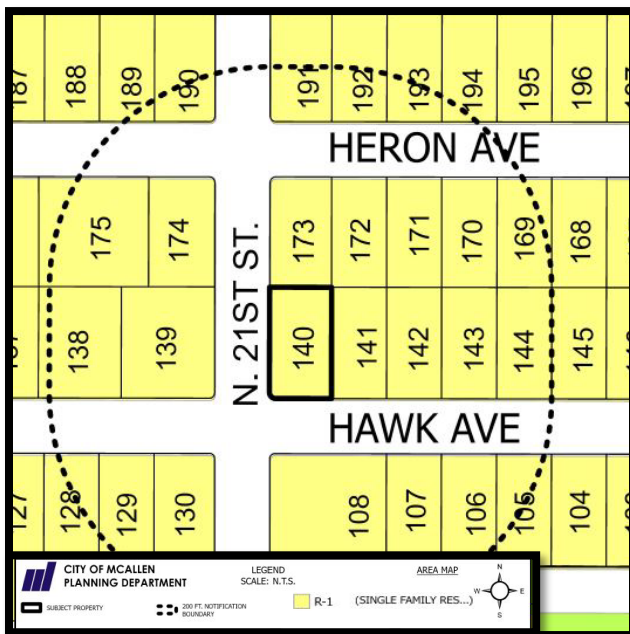 187 188 189 190 191 192 193 194 195 196
HERON AVE
175 174 173 172 171 170 169 168
N. 21ST ST.
138 139 140 141 142 143 144 145
HAWK AVE
127 128 129 130 108 107 106 105 104
CITY OF MCALLEN
PLANNING DEPARTMENT
LEGEND
SCALE: N.T.S.
AREA MAP
SUBJECT PROPERTY
200 FT. NOTIFICATION
BOUNDARY
R-1 (SINGLE FAMILY RES...)
N
W E
S